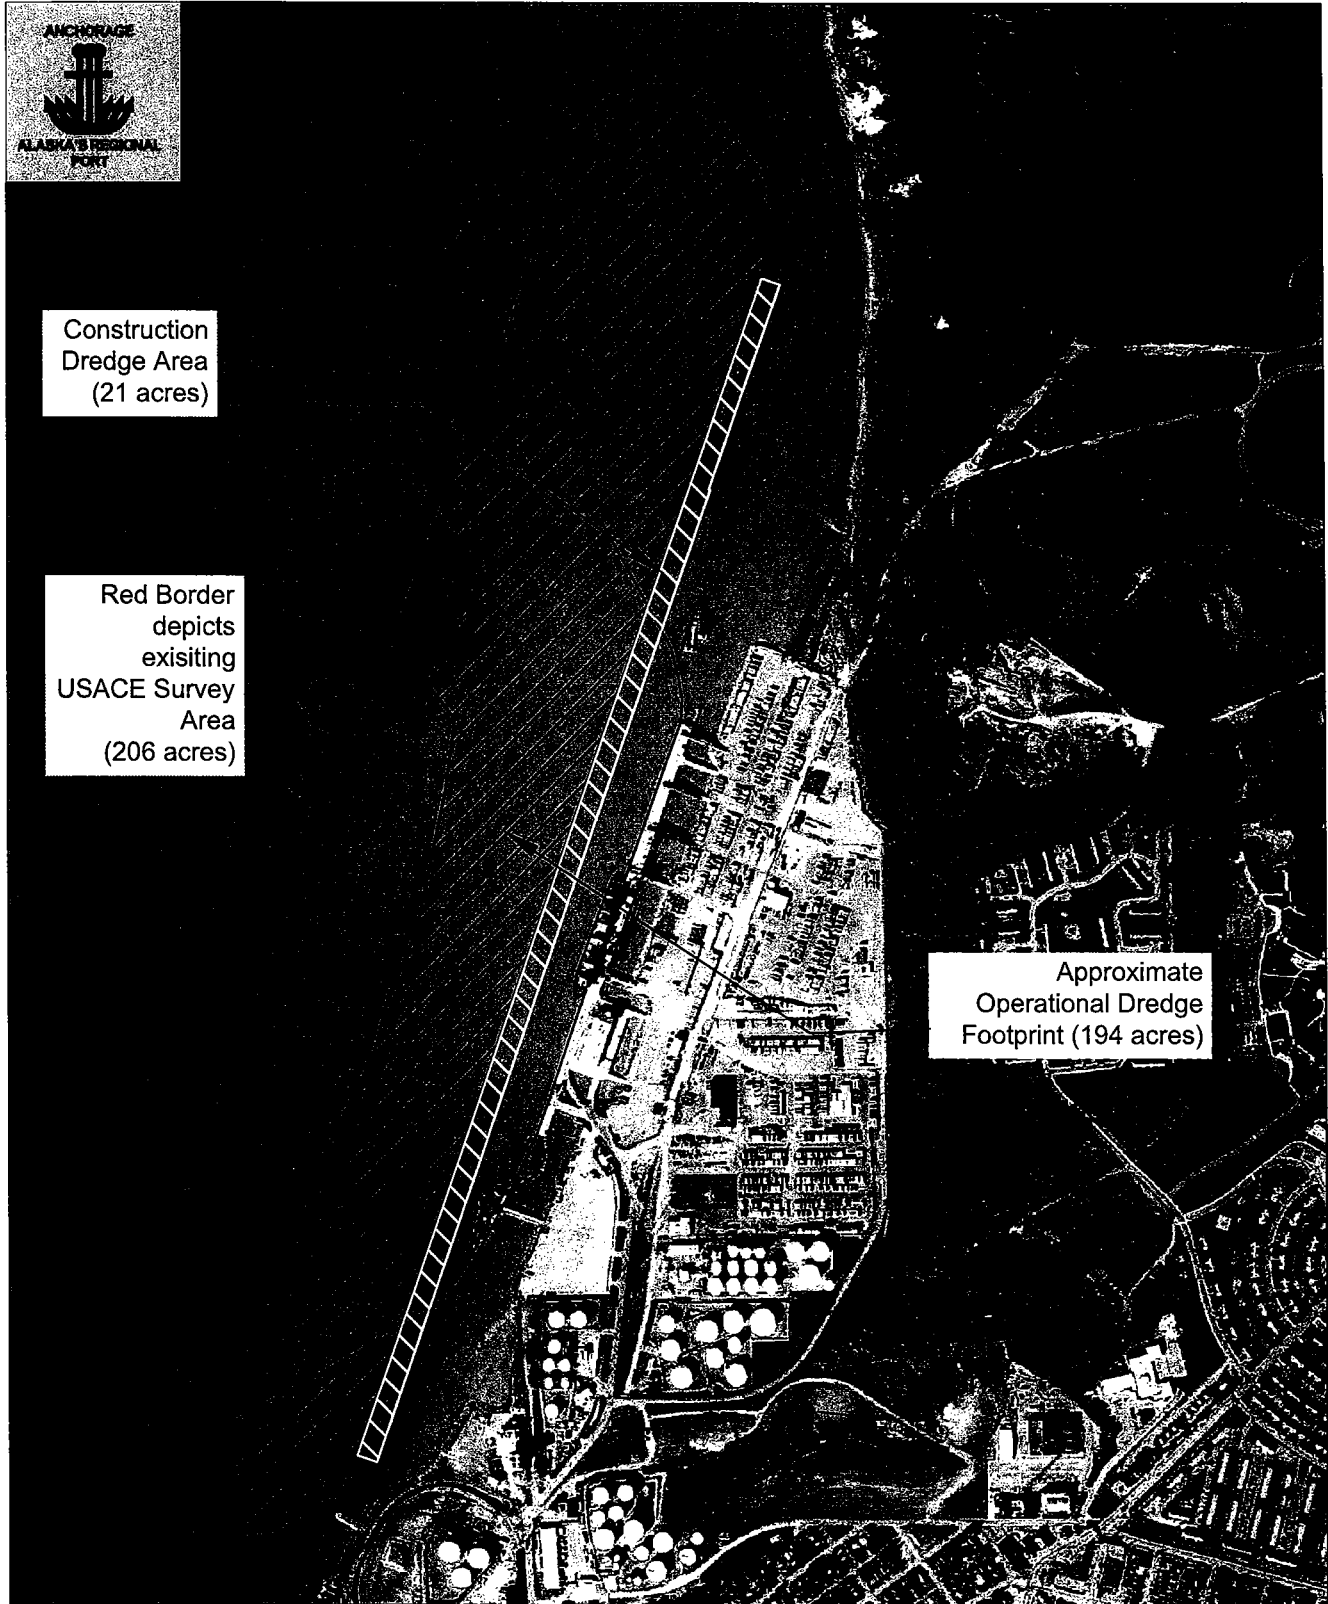 ANCHORAGE
ALASKA'S REGIONAL
PORT
Construction
Dredge Area
(21 acres)
Red Border
depicts
exisiting
USACE Survey
Area
(206 acres)
Approximate
Operational Dredge
Footprint (194 acres)